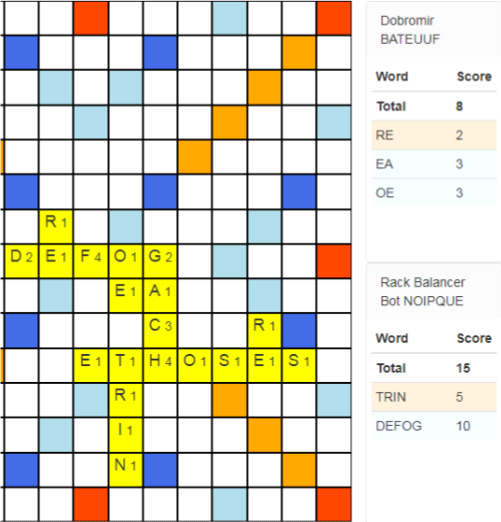 R1
D2 E1 F4 O1 G2
E1 A1
C3 R1
E1 T1 H4 O1 S1 E1 S1
R1
I1
N1
Dobromir
BATEUUF
Word Score
Total 8
RE 2
EA 3
OE 3
Rack Balancer
Bot NOIPQUE
Word Score
Total 15
TRIN 5
DEFOG 10